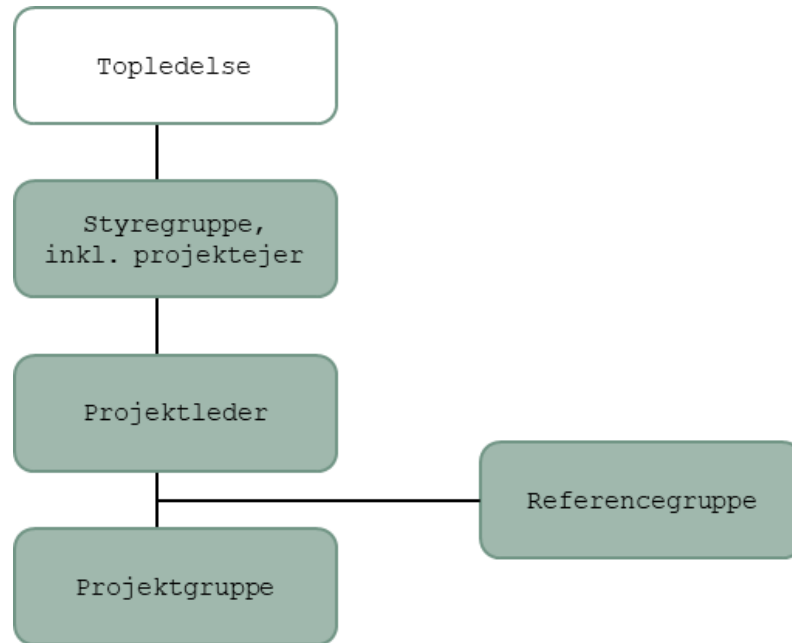 Topledelse
Styregruppe,
inkl. projektejer
Projektleder
Referencegruppe
Projektgruppe